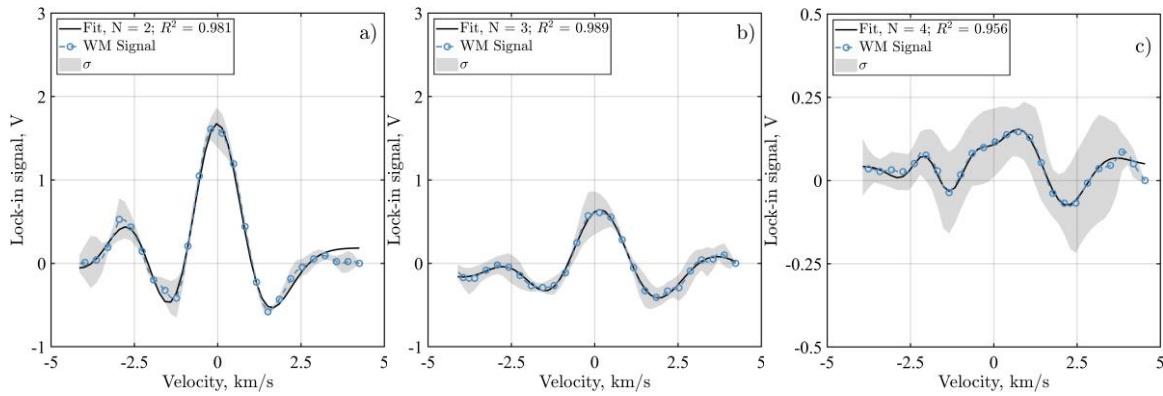 Fit, N = 2; R² = 0.981
WM Signal
σ
a)
3
2
1
0
-1
Lock-in signal, V
-5
-2.5
0
2.5
5
Velocity, km/s
Fit, N = 3; R² = 0.989
WM Signal
σ
b)
3
2
1
0
-1
Lock-in signal, V
-5
-2.5
0
2.5
5
Velocity, km/s
Fit, N = 4; R² = 0.956
WM Signal
σ
c)
0.5
0.25
0
-0.25
-0.5
Lock-in signal, V
-5
-2.5
0
2.5
5
Velocity, km/s